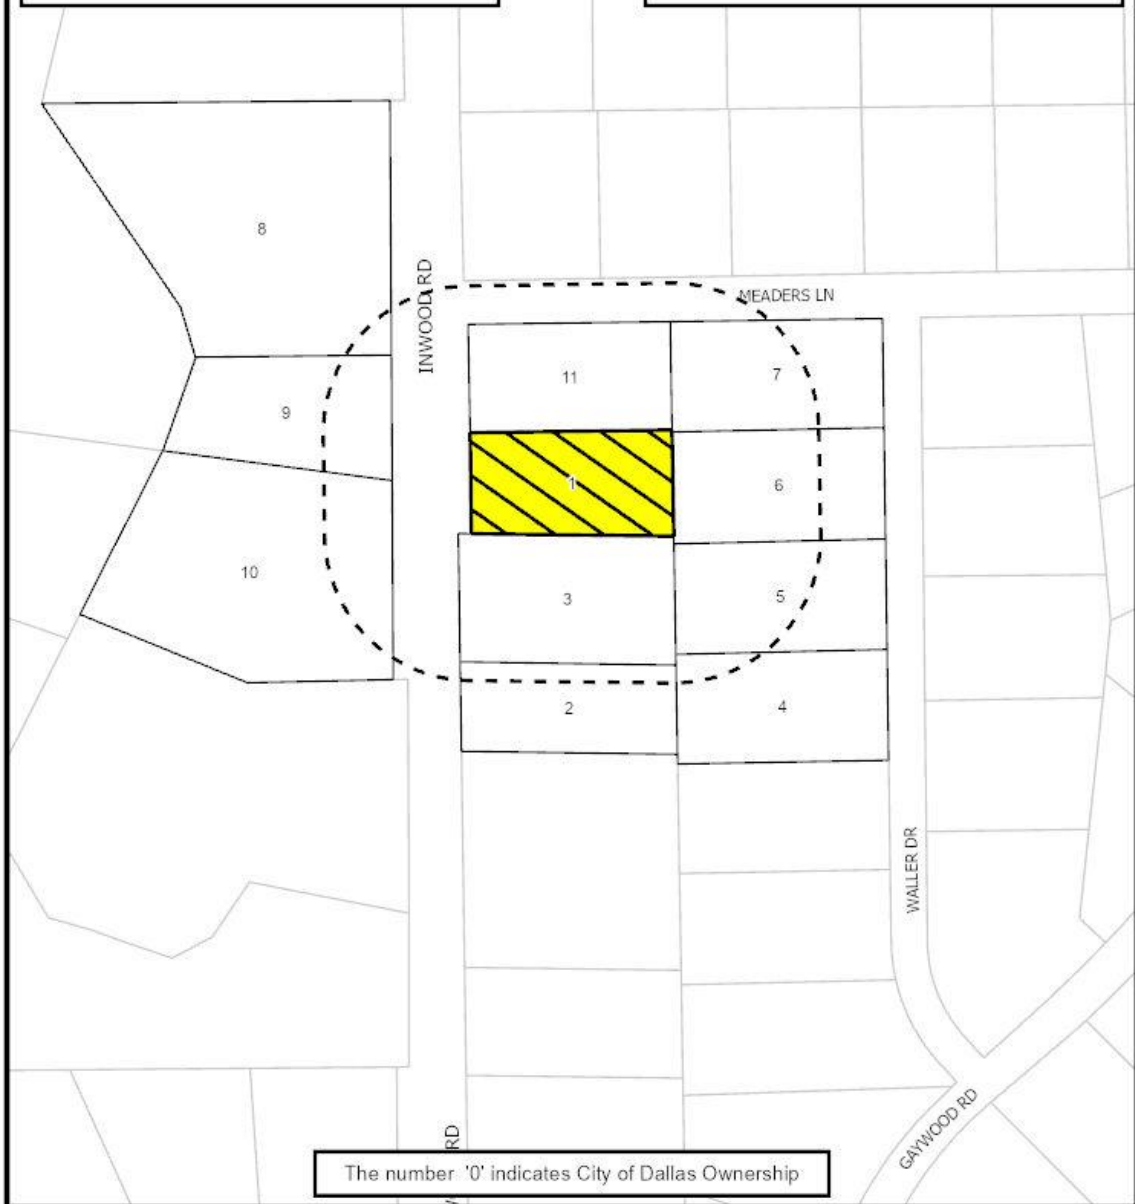 8
INWOOD RD
MEADERS LN
11
7
9
1
6
10
3
5
2
4
WALLER DR
GAYWOOD RD
RD
The number '0' indicates City of Dallas Ownership